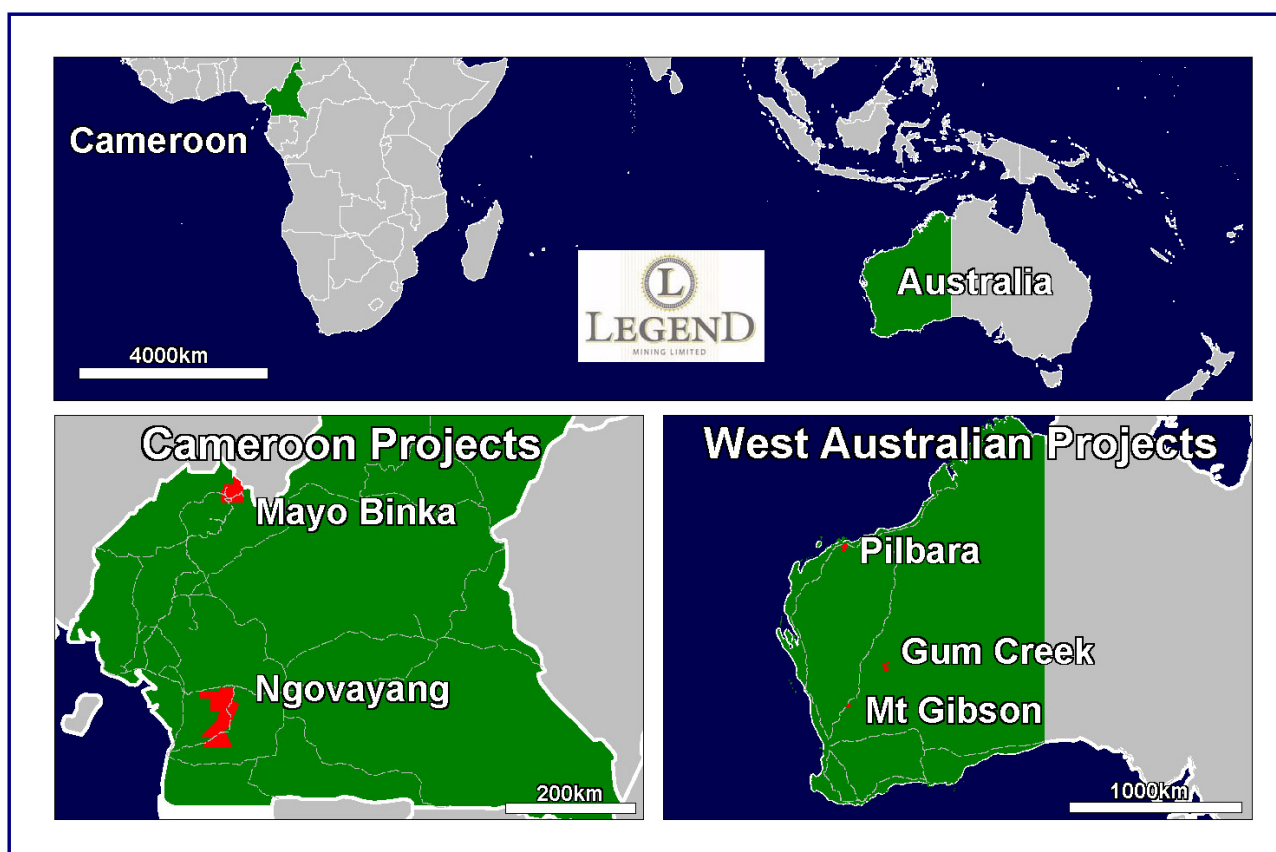 Cameroon
Australia
L
LEGEND
MINING LIMITED
4000km
Cameroon Projects
Mayo Binka
Ngovayang
200km
West Australian Projects
Pilbara
Gum Creek
Mt Gibson
1000km